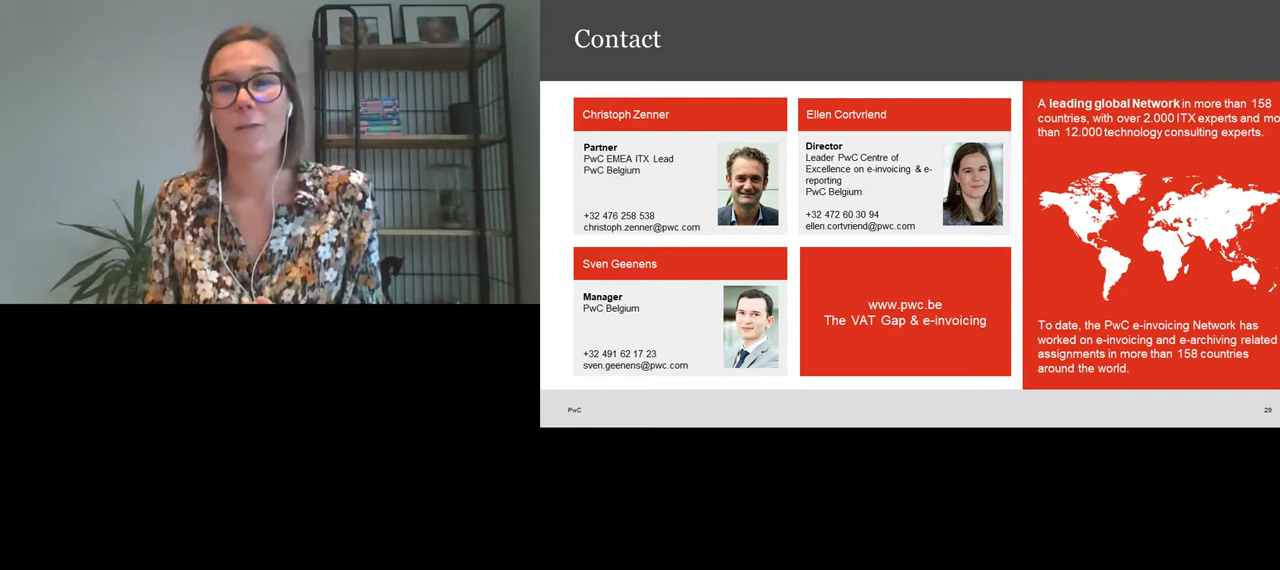 Contact
Christoph Zenner
Partner
PwC EMEA ITX Lead
PwC Belgium
+32 476 258 538
christoph.zenner@pwc.com
Ellen Cortvriend
Director
Leader PwC Centre of
Excellence on e-invoicing & e-
reporting
PwC Belgium
+32 472 60 30 94
ellen.cortvriend@pwc.com
Sven Geenens
Manager
PwC Belgium
+32 491 62 17 23
sven.geenens@pwc.com
www.pwc.be
The VAT Gap & e-invoicing
A leading global Network in more than 158
countries, with over 2.000 ITX experts and mo
than 12.000 technology consulting experts.
To date, the PwC e-invoicing Network has
worked on e-invoicing and e-archiving related
assignments in more than 158 countries
around the world.
PwC
29